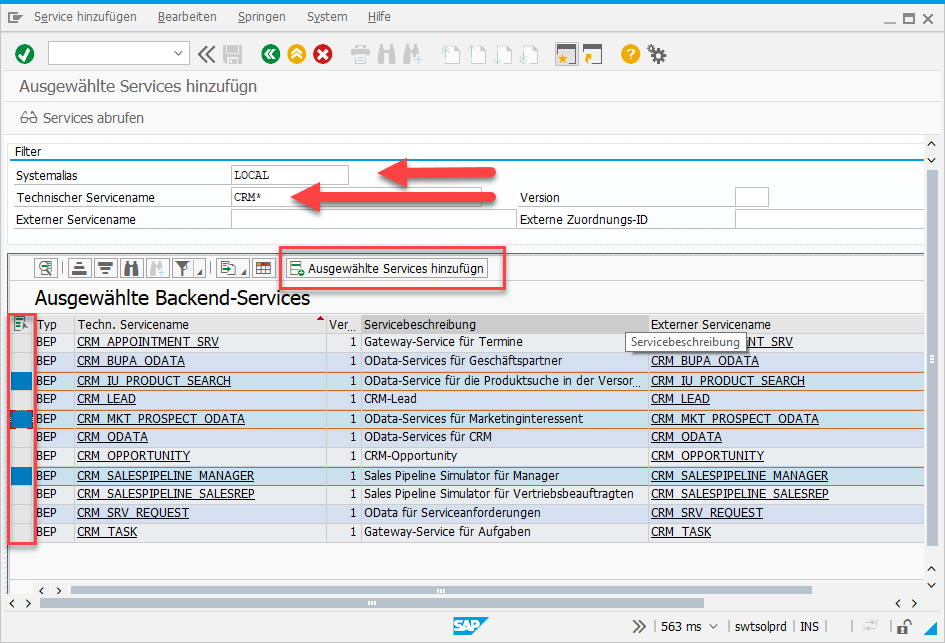 Service hinzufügen Bearbeiten Springen System Hilfe
Ausgewählte Services hinzufügen
Services abrufen
Filter
Systemalias LOCAL
Technischer Servicename CRM* Version
Externer Servicename Externe Zuordnungs-ID
Ausgewählte Services hinzufügn
Ausgewählte Backend-Services
Typ Techn. Servicename Ver... Servicebeschreibung Externer Servicename
BEP CRM_APPOINTMENT_SRV 1 Gateway-Service für Termine NT_SRV
Servicebeschreibung
BEP CRM_BUPA_ODATA 1 OData-Services für Geschäftspartner CRM_BUPA_ODATA
BEP CRM_IU_PRODUCT_SEARCH 1 OData-Service für die Produktsuche in der Versor... CRM_IU_PRODUCT_SEARCH
BEP CRM_LEAD 1 CRM-Lead CRM_LEAD
BEP CRM_MKT_PROSPECT_ODATA 1 OData-Services für Marketinginteressent CRM_MKT_PROSPECT_ODATA
BEP CRM_ODATA 1 OData-Services für CRM CRM_ODATA
BEP CRM_OPPORTUNITY 1 CRM-Opportunity CRM_OPPORTUNITY
BEP CRM_SALESPIPELINE_MANAGER 1 Sales Pipeline Simulator für Manager CRM_SALESPIPELINE_MANAGER
BEP CRM_SALESPIPELINE_SALESREP 1 Sales Pipeline Simulator für Vertriebsbeauftragten CRM_SALESPIPELINE_SALESREP
BEP CRM_SRV_REQUEST 1 OData für Serviceanforderungen CRM_SRV_REQUEST
BEP CRM_TASK 1 Gateway-Service für Aufgaben CRM_TASK
SAP 563 ms swtsolprd INS